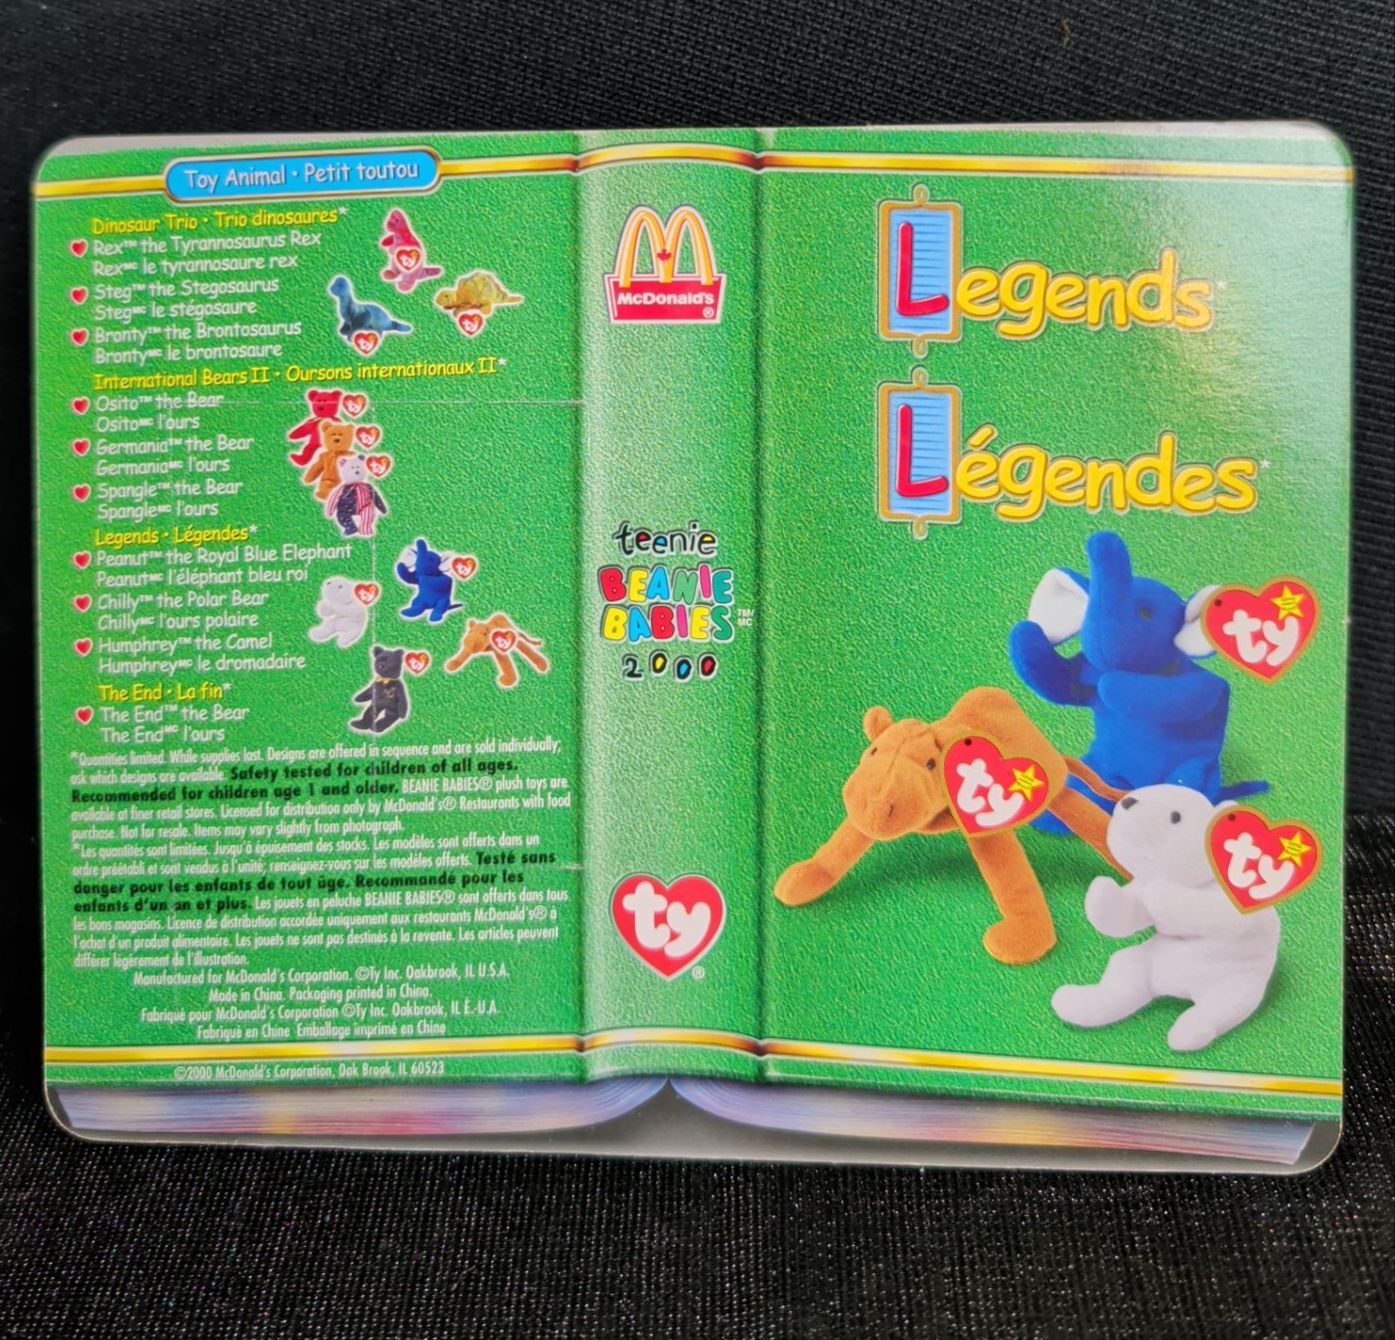 Toy Animal • Petit toutou
Dinosaur Trio • Trio dinosaures*
Rex™ the Tyrannosaurus Rex
Rexᴹᶜ le tyrannosaure rex
Steg™ the Stegosaurus
Stegᴹᶜ le stégosaure
Bronty™ the Brontosaurus
Brontyᴹᶜ le brontosaure
International Bears II • Oursons internationaux II*
Osito™ the Bear
Ositoᴹᶜ l'ours
Germania™ the Bear
Germaniaᴹᶜ l'ours
Spangle™ the Bear
Spangleᴹᶜ l'ours
Legends • Légendes*
Peanut™ the Royal Blue Elephant
Peanutᴹᶜ l'éléphant bleu roi
Chilly™ the Polar Bear
Chillyᴹᶜ l'ours polaire
Humphrey™ the Camel
Humphreyᴹᶜ le dromadaire
The End • La fin*
The End™ the Bear
The Endᴹᶜ l'ours
*Quantities limited. While supplies last. Designs are offered in sequence and are sold individually;
ask which designs are available. Safety tested for children of all ages.
Recommended for children age 1 and older. BEANIE BABIES® plush toys are
available at finer retail stores. Licensed for distribution only by McDonald's® Restaurants with food
purchase. Not for resale. Items may vary slightly from photograph.
*Les quantités sont limitées. Jusqu'à épuisement des stocks. Les modèles sont offerts dans un
ordre préétabli et sont vendus à l'unité; renseignez-vous sur les modèles offerts. Testé sans
danger pour les enfants de tout âge. Recommandé pour les
enfants d'un an et plus. Les jouets en peluche BEANIE BABIES® sont offerts dans tous
les bons magasins. Licence de distribution accordée uniquement aux restaurants McDonald's® à
l'achat d'un produit alimentaire. Les jouets ne sont pas destinés à la revente. Les articles peuvent
différer légèrement de l'illustration.
Manufactured for McDonald's Corporation. ©Ty Inc. Oakbrook, IL U.S.A.
Made in China. Packaging printed in China.
Fabriqué pour McDonald's Corporation ©Ty Inc. Oakbrook, IL É.-U.A.
Fabriqué en Chine Emballage imprimé en Chine
©2000 McDonald's Corporation, Oak Brook, IL 60523
McDonald's®
teenie
BEANIE
BABIES™/MC
2000
ty®
Legends*
Légendes*
ty
ty
ty